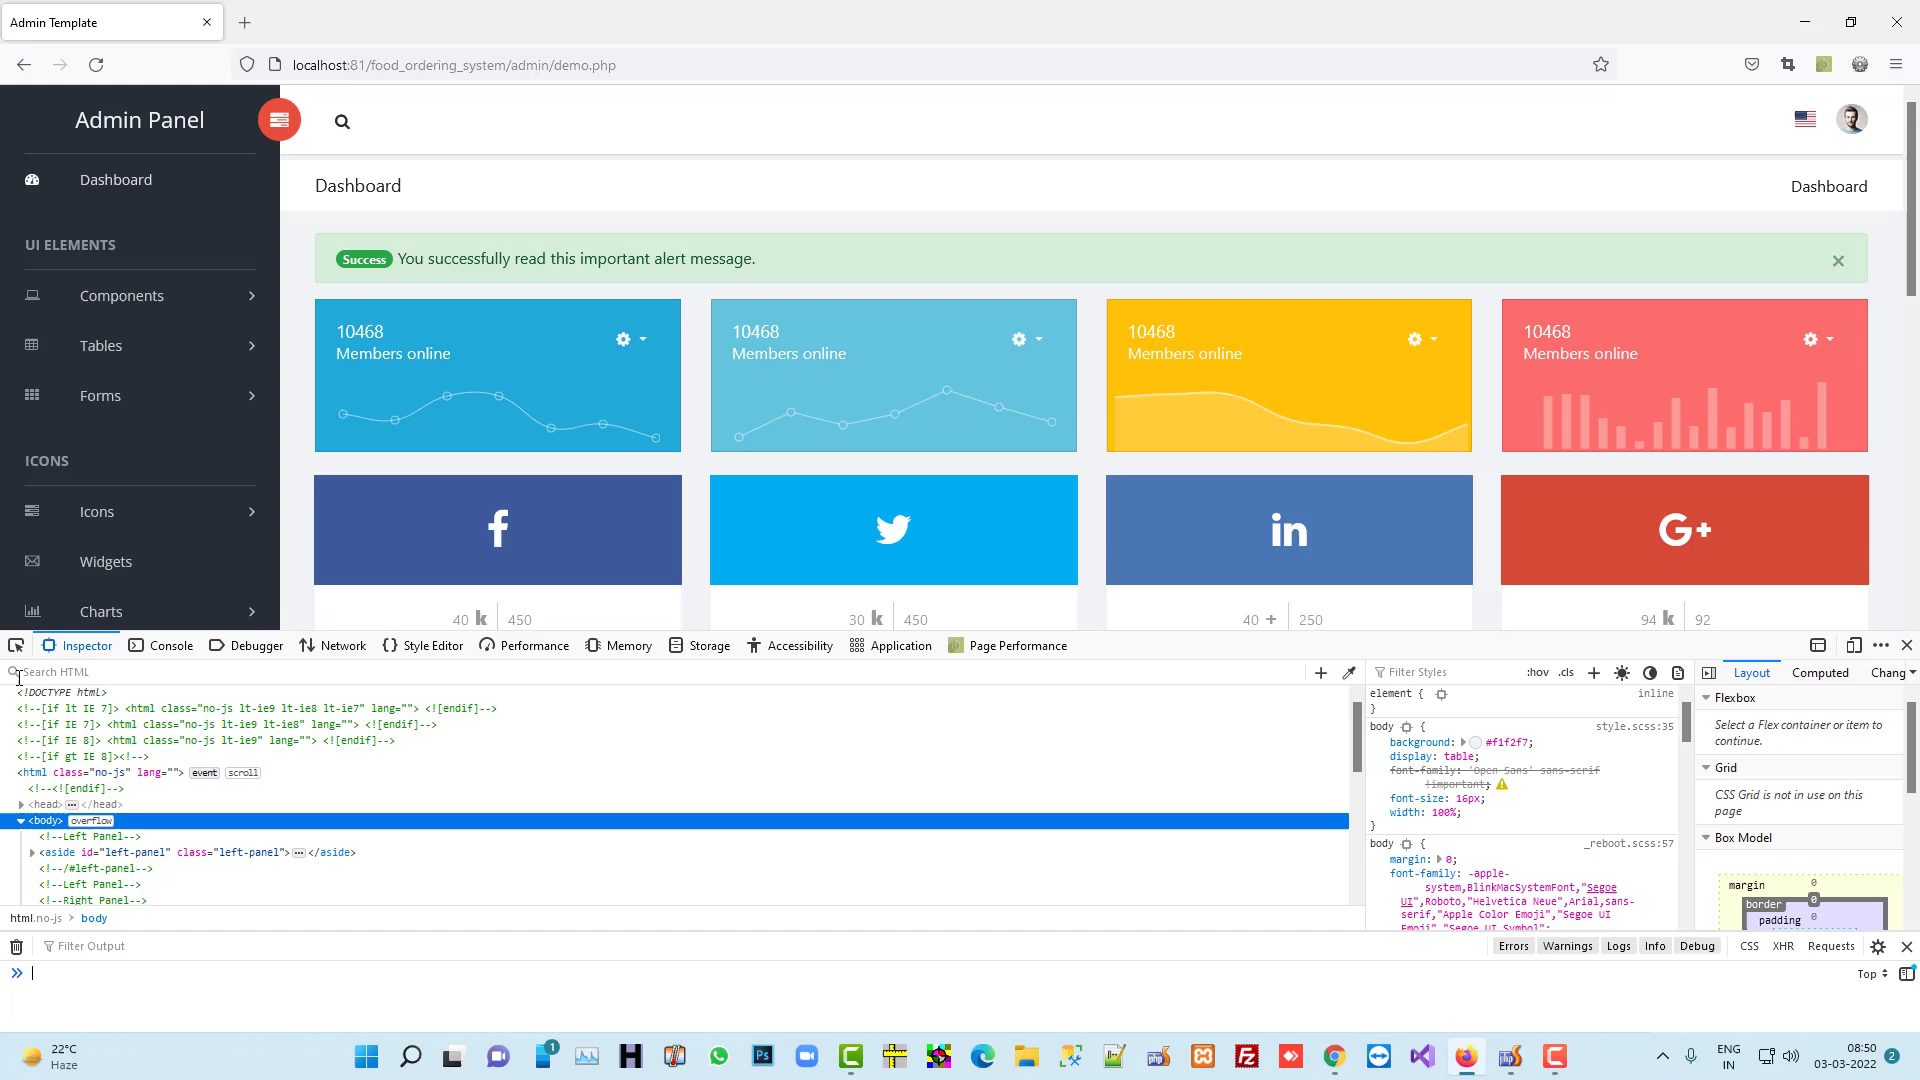 Admin Template
localhost:81/food_ordering_system/admin/demo.php
Admin Panel
Dashboard
UI ELEMENTS
Components
Tables
Forms
ICONS
Icons
Widgets
Charts
Dashboard
Dashboard
Success You successfully read this important alert message. ×
10468
Members online
10468
Members online
10468
Members online
10468
Members online
f
in
G+
40 k 450
30 k 450
40 + 250
94 k 92
Inspector Console Debugger Network Style Editor Performance Memory Storage Accessibility Application Page Performance
Search HTML
<!DOCTYPE html>
<!--[if lt IE 7]> <html class="no-js lt-ie9 lt-ie8 lt-ie7" lang=""> <![endif]-->
<!--[if IE 7]> <html class="no-js lt-ie9 lt-ie8" lang=""> <![endif]-->
<!--[if IE 8]> <html class="no-js lt-ie9" lang=""> <![endif]-->
<!--[if gt IE 8]><!-->
<html class="no-js" lang=""> event scroll
<!--<![endif]-->
<head> ••• </head>
<body> overflow
<!--Left Panel-->
<aside id="left-panel" class="left-panel"> ••• </aside>
<!--/#left-panel-->
<!--Left Panel-->
<!--Right Panel-->
html.no-js > body
Filter Styles :hov .cls
element { inline
}
body { style.scss:35
background: #f1f2f7;
display: table;
font-family: 'Open Sans' sans-serif
!important;
font-size: 16px;
width: 100%;
}
body { _reboot.scss:57
margin: 0;
font-family: -apple-
system,BlinkMacSystemFont,"Segoe
UI",Roboto,"Helvetica Neue",Arial,sans-
serif,"Apple Color Emoji","Segoe UI
Emoji","Segoe UI Symbol";
Layout Computed Chang
Flexbox
Select a Flex container or item to
continue.
Grid
CSS Grid is not in use on this
page
Box Model
margin 0
border 0
padding 0
Filter Output
Errors Warnings Logs Info Debug CSS XHR Requests
Top
22°C
Haze
1
H
Ps
Fz
ENG
IN
08:50
03-03-2022
2